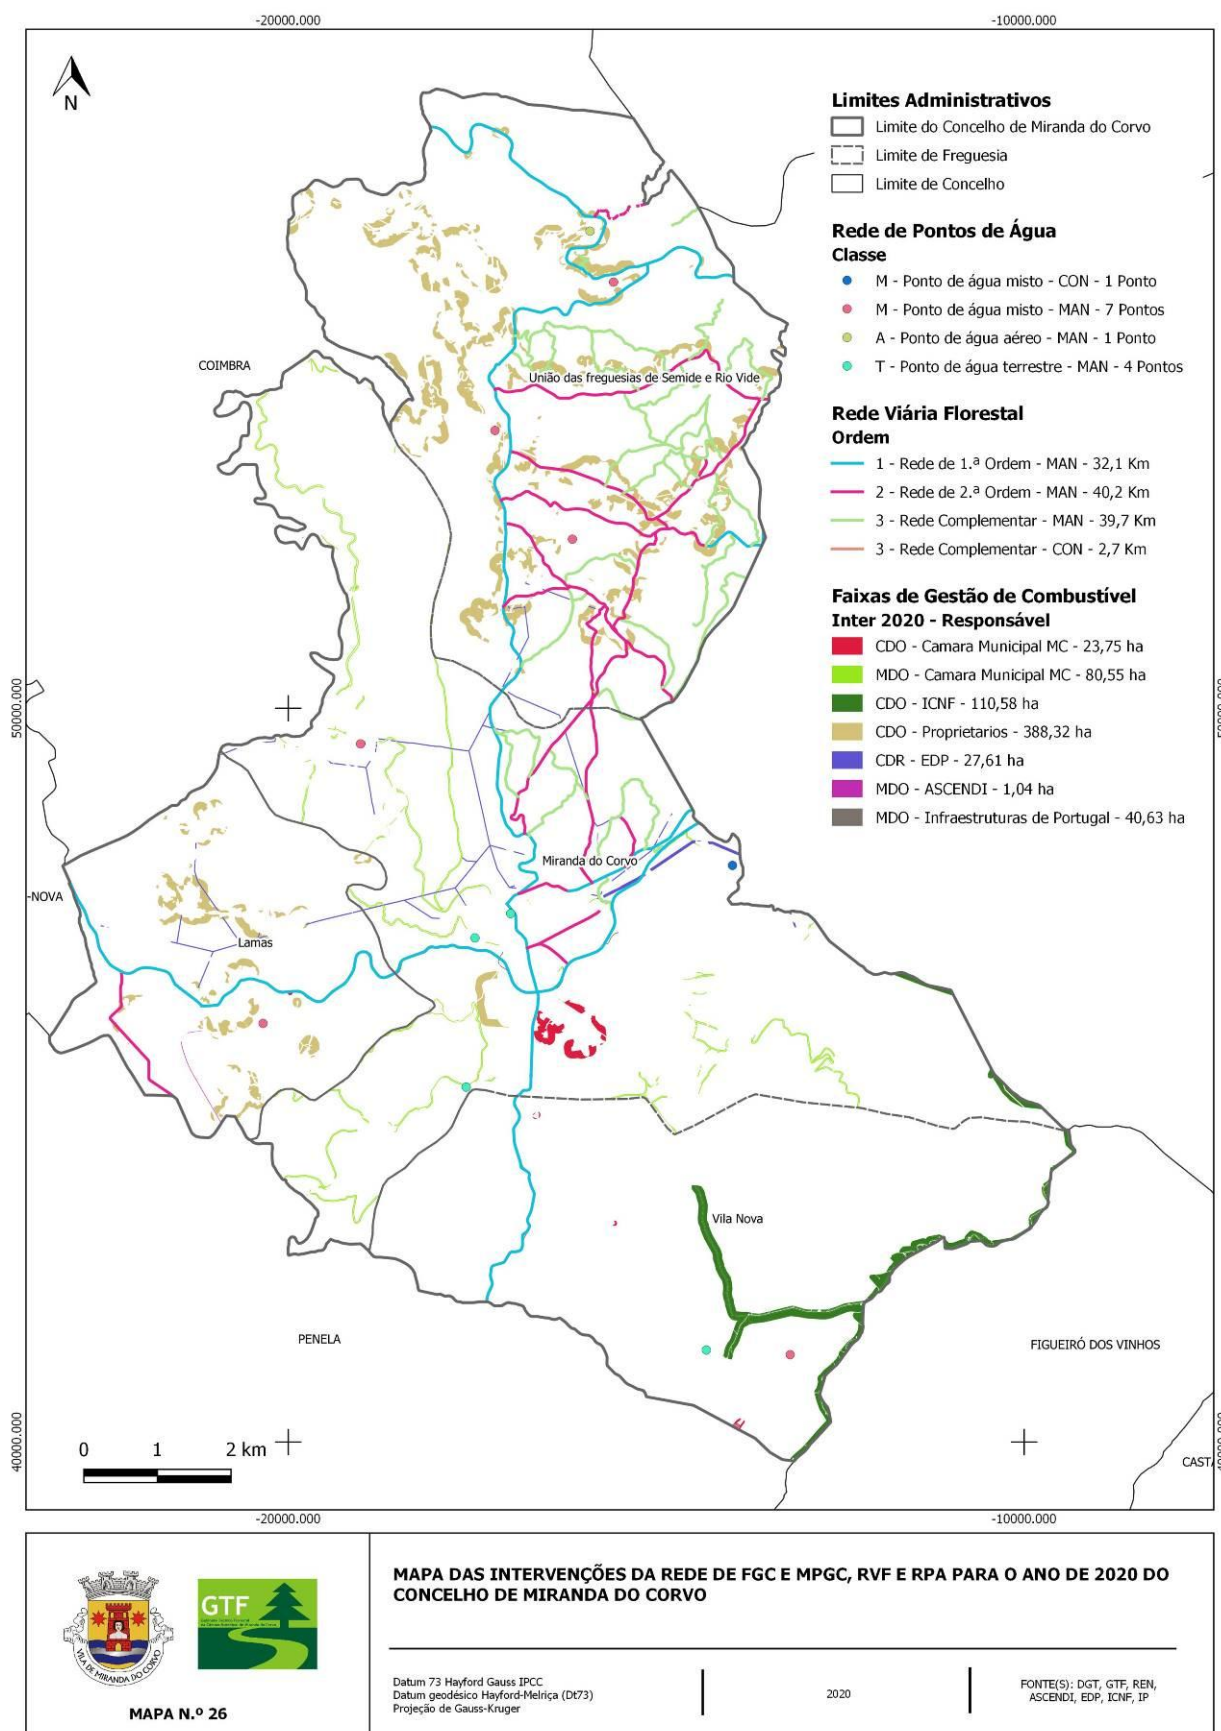 -20000.000
-10000.000
N
Limites Administrativos
Limite do Concelho de Miranda do Corvo
Limite de Freguesia
Limite de Concelho
Rede de Pontos de Água
Classe
M - Ponto de água misto - CON - 1 Ponto
M - Ponto de água misto - MAN - 7 Pontos
A - Ponto de água aéreo - MAN - 1 Ponto
T - Ponto de água terrestre - MAN - 4 Pontos
Rede Viária Florestal
Ordem
1 - Rede de 1.ª Ordem - MAN - 32,1 Km
2 - Rede de 2.ª Ordem - MAN - 40,2 Km
3 - Rede Complementar - MAN - 39,7 Km
3 - Rede Complementar - CON - 2,7 Km
Faixas de Gestão de Combustível
Inter 2020 - Responsável
CDO - Camara Municipal MC - 23,75 ha
MDO - Camara Municipal MC - 80,55 ha
CDO - ICNF - 110,58 ha
CDO - Proprietarios - 388,32 ha
CDR - EDP - 27,61 ha
MDO - ASCENDI - 1,04 ha
MDO - Infraestruturas de Portugal - 40,63 ha
COIMBRA
União das freguesias de Semide e Rio Vide
50000.000
Miranda do Corvo
-NOVA
Lamas
Vila Nova
PENELA
FIGUEIRÓ DOS VINHOS
40000.000
0 1 2 km
CAST
-20000.000
-10000.000
MAPA DAS INTERVENÇÕES DA REDE DE FGC E MPGC, RVF E RPA PARA O ANO DE 2020 DO
CONCELHO DE MIRANDA DO CORVO
GTF
VILA DE MIRANDA DO CORVO
MAPA N.º 26
Datum 73 Hayford Gauss IPCC
Datum geodésico Hayford-Melriça (Dt73)
Projeção de Gauss-Kruger
2020
FONTE(S): DGT, GTF, REN,
ASCENDI, EDP, ICNF, IP